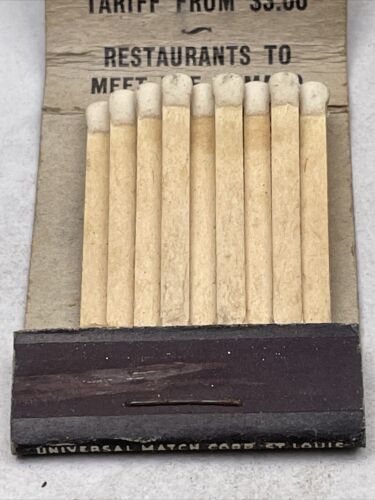 TARIFF FROM $3.00
RESTAURANTS TO
MEET
UNIVERSAL MATCH CORP. ST. LOUIS